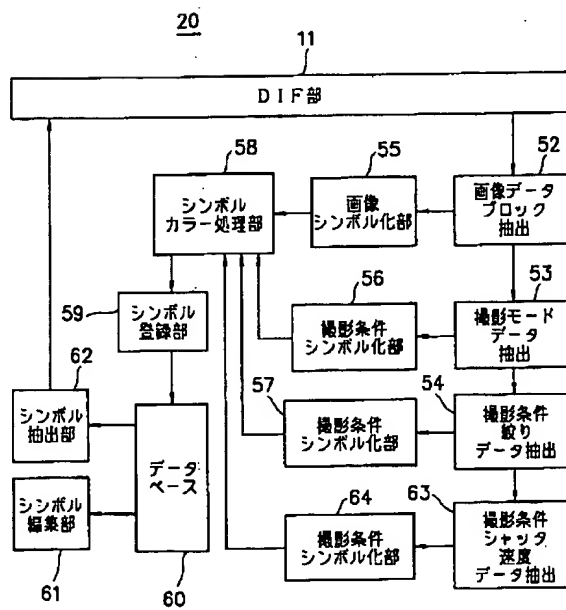 20
11
DIF部
58
シンボル
カラー処理部
55
画像
シンボル化部
52
画像データ
ブロック
抽出
59
シンボル
登録部
56
撮影条件
シンボル化部
53
撮影モード
データ
抽出
62
シンボル
抽出部
57
撮影条件
シンボル化部
54
撮影条件
絞り
データ抽出
データ
ベース
60
シンボル
編集部
61
64
撮影条件
シンボル化部
63
撮影条件
シャッタ
速度
データ抽出